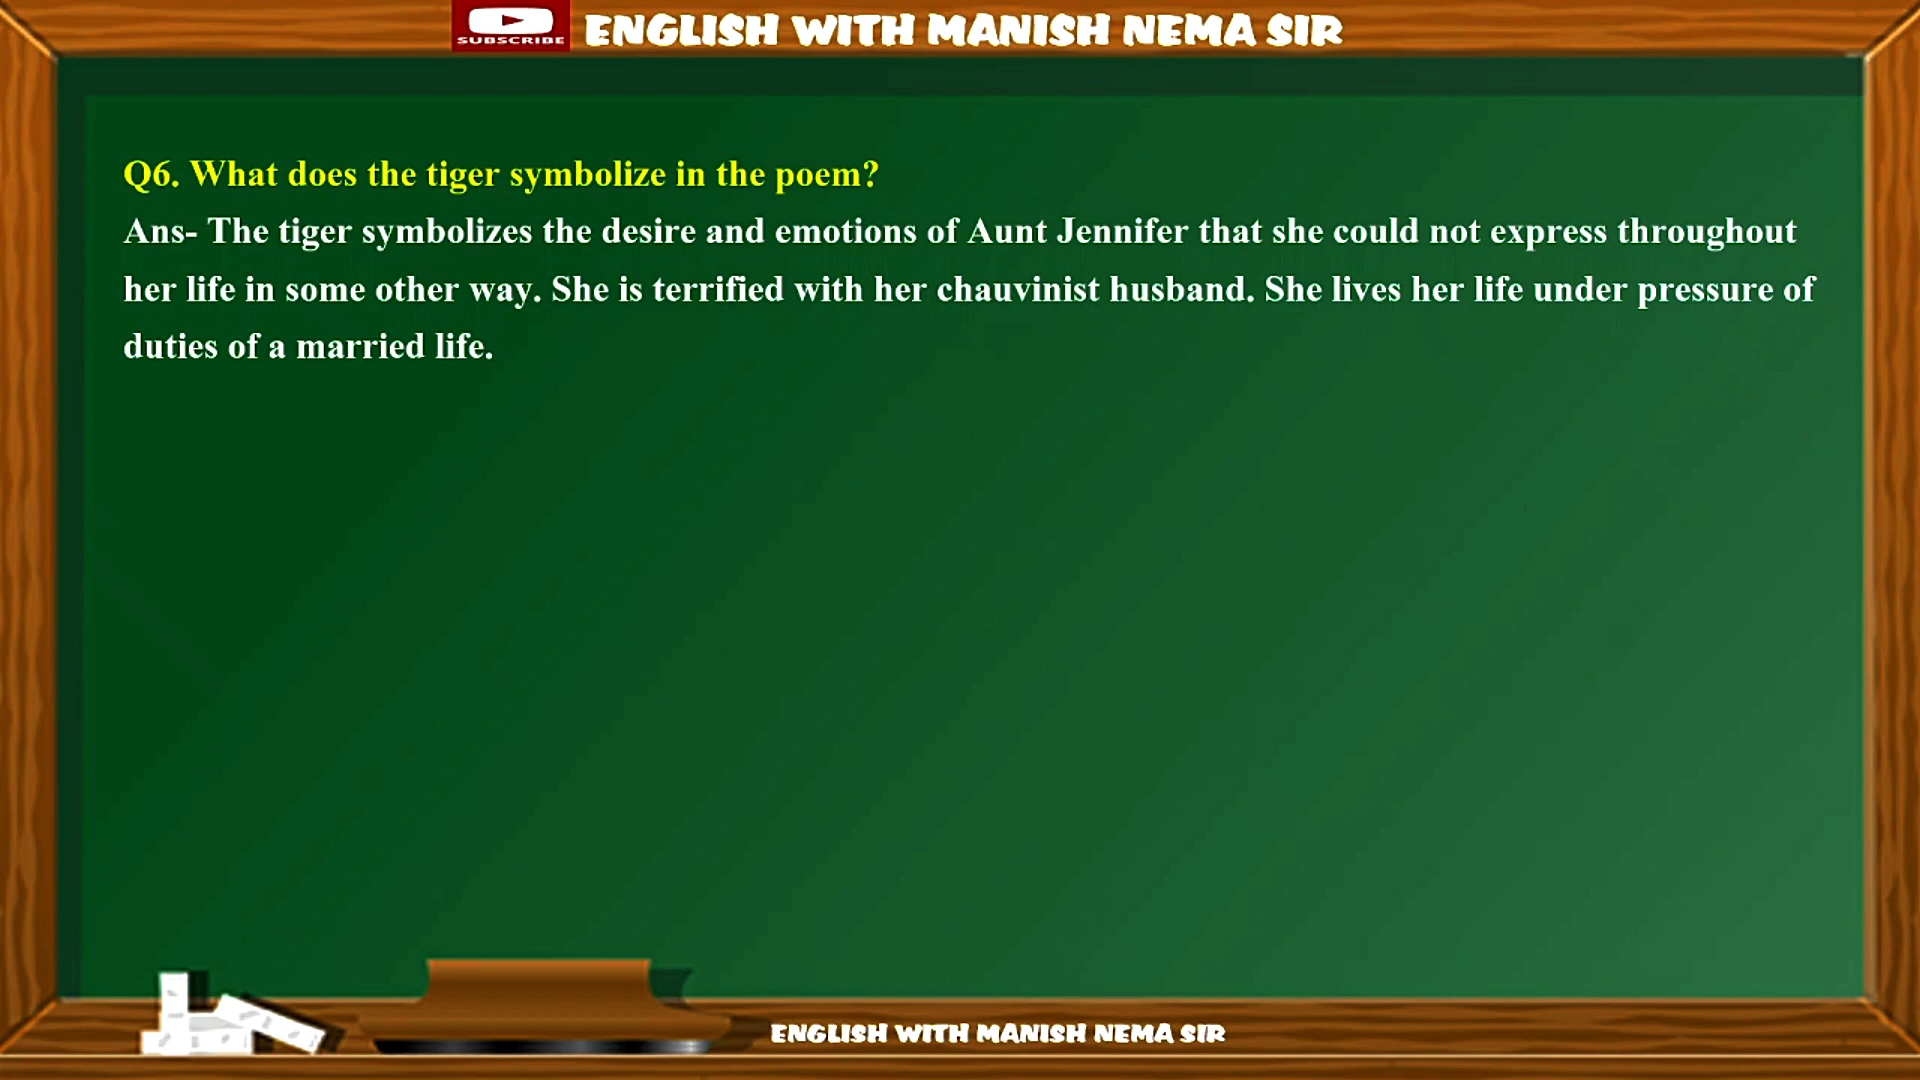 SUBSCRIBE
ENGLISH WITH MANISH NEMA SIR
Q6. What does the tiger symbolize in the poem?
Ans- The tiger symbolizes the desire and emotions of Aunt Jennifer that she could not express throughout
her life in some other way. She is terrified with her chauvinist husband. She lives her life under pressure of
duties of a married life.
ENGLISH WITH MANISH NEMA SIR